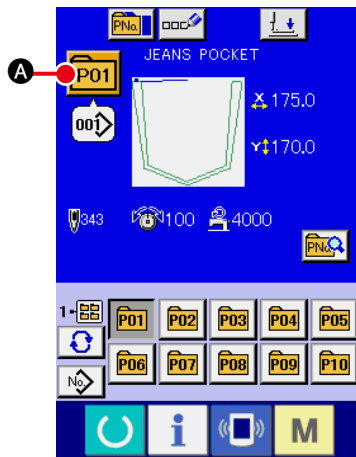 PNo.
JEANS POCKET
A
P01
X 175.0
001
Y 170.0
343
100
4000
PNo.
1-
P01 P02 P03 P04 P05
No.
P06 P07 P08 P09 P10
i
M